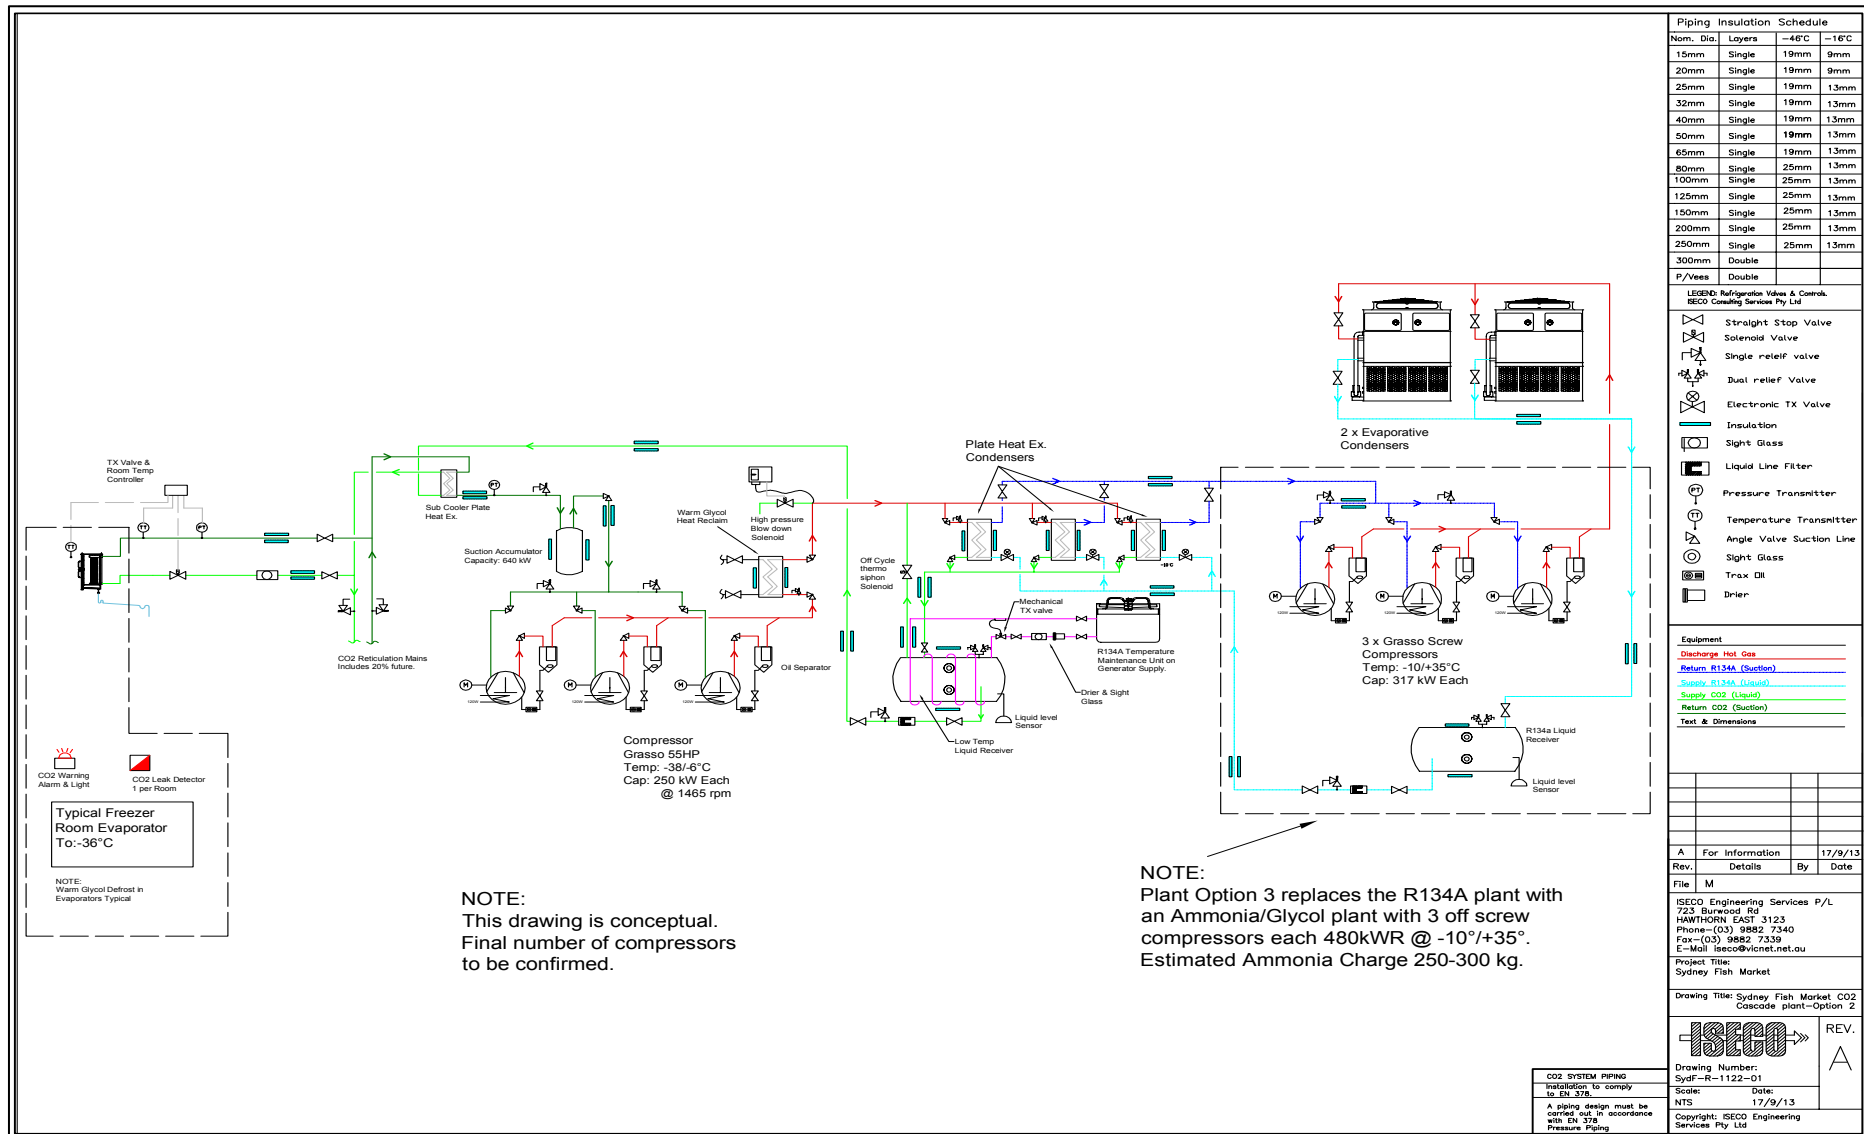 TX Valve &
Room Temp
Controller
TT
PT
TT
CO2 Reticulation Mains
Includes 20% future.
Sub Cooler Plate
Heat Ex.
PT
Suction Accumulator
Capacity: 640 kW
Warm Glycol
Heat Reclaim
High pressure
Blow down
Solenoid
Oil Separator
M
M
M
Compressor
Grasso 55HP
Temp: -38/-6°C
Cap: 250 kW Each
@ 1465 rpm
Off Cycle
thermo
siphon
Solenoid
Plate Heat Ex.
Condensers
Mechanical
TX valve
R134A Temperature
Maintenance Unit on
Generator Supply.
Drier & Sight
Glass
Liquid level
Sensor
Low Temp
Liquid Receiver
2 x Evaporative
Condensers
M
M
M
3 x Grasso Screw
Compressors
Temp: -10/+35°C
Cap: 317 kW Each
R134a Liquid
Receiver
Liquid level
Sensor
CO2 Warning
Alarm & Light
CO2 Leak Detector
1 per Room
Typical Freezer
Room Evaporator
To:-36°C
NOTE:
Warm Glycol Defrost in
Evaporators Typical
NOTE:
This drawing is conceptual.
Final number of compressors
to be confirmed.
NOTE:
Plant Option 3 replaces the R134A plant with
an Ammonia/Glycol plant with 3 off screw
compressors each 480kWR @ -10°/+35°.
Estimated Ammonia Charge 250-300 kg.
CO2 SYSTEM PIPING
Installation to comply
to EN 378.
A piping design must be
carried out in accordance
with EN 378
Pressure Piping
Piping Insulation Schedule
Nom. Dia. Layers -46°C -16°C
15mm Single 19mm 9mm
20mm Single 19mm 9mm
25mm Single 19mm 13mm
32mm Single 19mm 13mm
40mm Single 19mm 13mm
50mm Single 19mm 13mm
65mm Single 19mm 13mm
80mm Single 25mm 13mm
100mm Single 25mm 13mm
125mm Single 25mm 13mm
150mm Single 25mm 13mm
200mm Single 25mm 13mm
250mm Single 25mm 13mm
300mm Double
P/Vees Double
LEGEND: Refrigeration Valves & Controls.
ISECO Consulting Services Pty Ltd
Straight Stop Valve
Solenoid Valve
Single releif valve
Dual relief Valve
Electronic TX Valve
Insulation
Sight Glass
Liquid Line Filter
PT Pressure Transmitter
TT Temperature Transmitter
Angle Valve Suction Line
Sight Glass
Trax Oil
Drier
Equipment
Discharge Hot Gas
Return R134A (Suction)
Supply R134A (Liquid)
Supply CO2 (Liquid)
Return CO2 (Suction)
Text & Dimensions
A For Information 17/9/13
Rev. Details By Date
File M
ISECO Engineering Services P/L
723 Burwood Rd
HAWTHORN EAST 3123
Phone-(03) 9882 7340
Fax-(03) 9882 7339
E-Mail iseco@vicnet.net.au
Project Title:
Sydney Fish Market
Drawing Title: Sydney Fish Market CO2
Cascade plant-Option 2
ISECO
REV.
A
Drawing Number:
SydF-R-1122-01
Scale: Date:
NTS 17/9/13
Copyright: ISECO Engineering
Services Pty Ltd